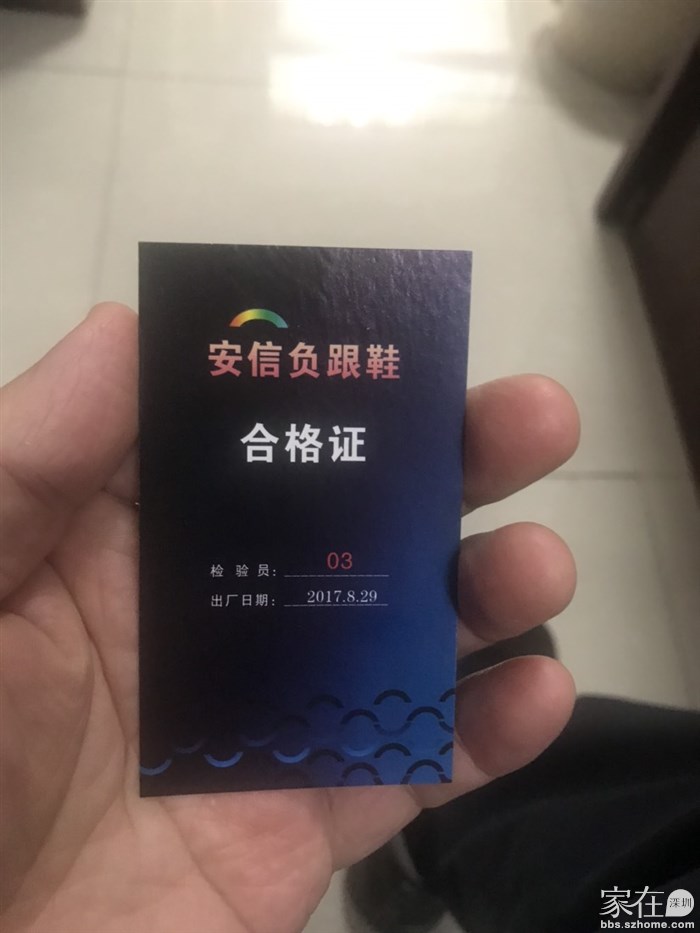 安信负跟鞋
合格证
检验员: 03
出厂日期: 2017.8.29
家在深圳
bbs.szhome.com